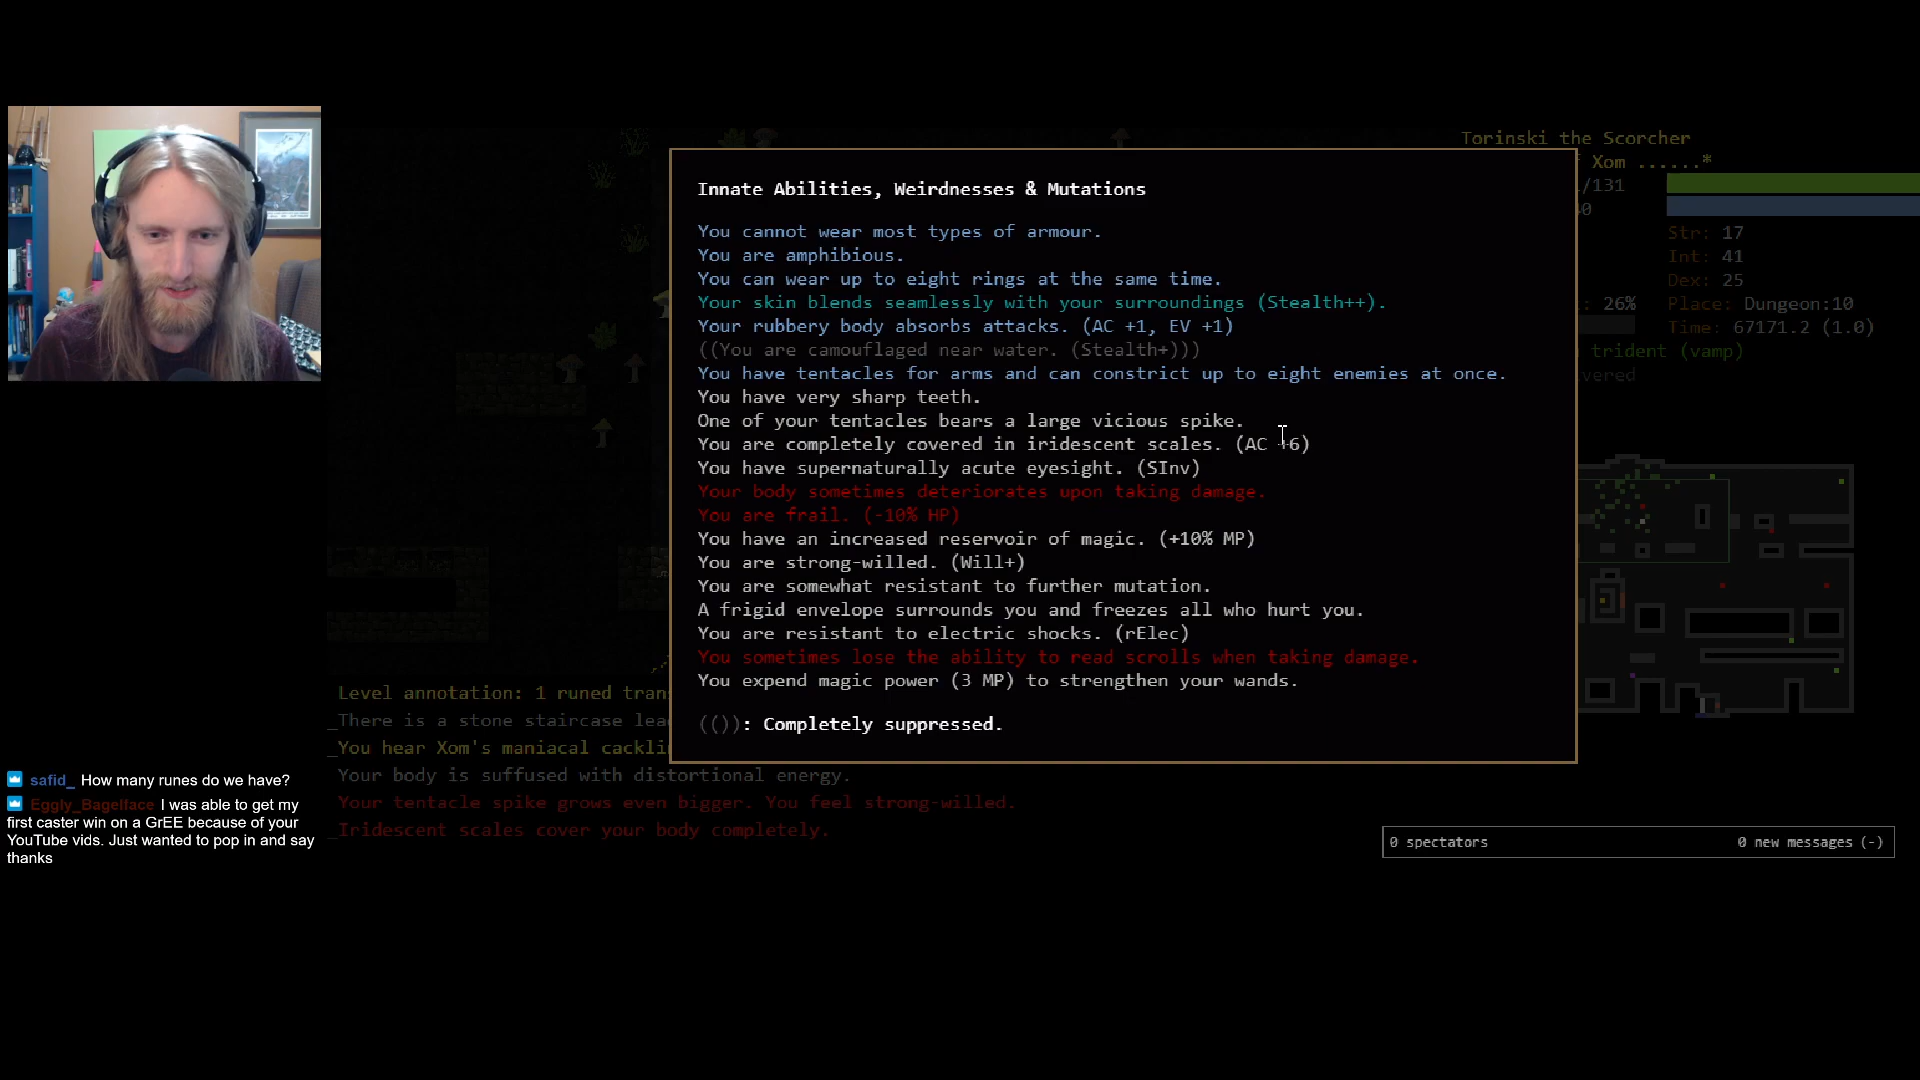 Torinski the Scorcher
Xom ......*
/131
Str: 17
Int: 41
Dex: 25
: 26%
Place: Dungeon:10
Time: 67171.2 (1.0)
trident (vamp)
vered
Innate Abilities, Weirdnesses & Mutations
You cannot wear most types of armour.
You are amphibious.
You can wear up to eight rings at the same time.
Your skin blends seamlessly with your surroundings (Stealth++).
Your rubbery body absorbs attacks. (AC +1, EV +1)
((You are camouflaged near water. (Stealth+)))
You have tentacles for arms and can constrict up to eight enemies at once.
You have very sharp teeth.
One of your tentacles bears a large vicious spike.
You are completely covered in iridescent scales. (AC +6)
You have supernaturally acute eyesight. (SInv)
Your body sometimes deteriorates upon taking damage.
You are frail. (-10% HP)
You have an increased reservoir of magic. (+10% MP)
You are strong-willed. (Will+)
You are somewhat resistant to further mutation.
A frigid envelope surrounds you and freezes all who hurt you.
You are resistant to electric shocks. (rElec)
You sometimes lose the ability to read scrolls when taking damage.
You expend magic power (3 MP) to strengthen your wands.
(()): Completely suppressed.
Level annotation: 1 runed tran
_There is a stone staircase lea
_You hear Xom's maniacal cackli
Your body is suffused with distortional energy.
Your tentacle spike grows even bigger. You feel strong-willed.
_Iridescent scales cover your body completely.
safid_ How many runes do we have?
Eggly_Bagelface I was able to get my
first caster win on a GrEE because of your
YouTube vids. Just wanted to pop in and say
thanks
0 spectators
0 new messages (-)